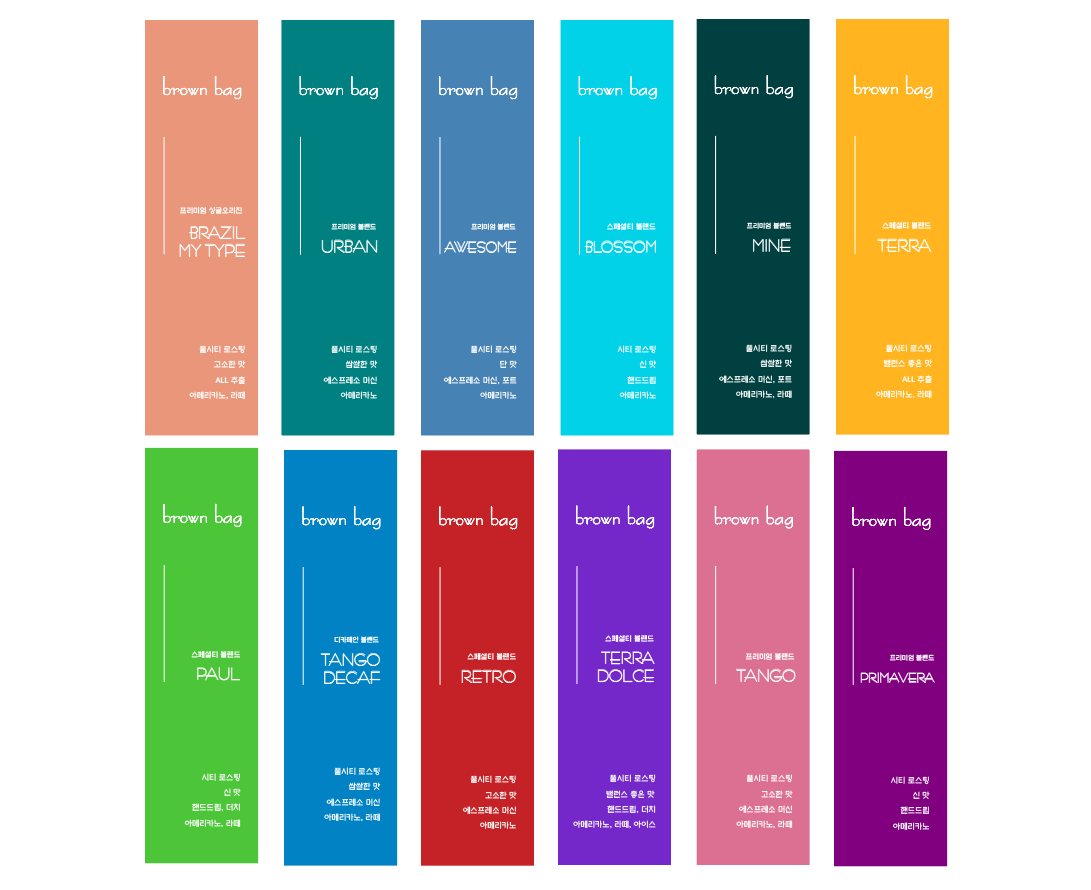 brown bag
프리미엄 싱글오리진
BRAZIL
MY TYPE
풀시티 로스팅
고소한 맛
ALL 추출
아메리카노, 라떼
brown bag
프리미엄 블렌드
URBAN
풀시티 로스팅
쌉쌀한 맛
에스프레소 머신
아메리카노
brown bag
프리미엄 블렌드
AWESOME
풀시티 로스팅
단 맛
에스프레소 머신, 포트
아메리카노
brown bag
스페셜티 블렌드
BLOSSOM
시티 로스팅
신 맛
핸드드립
아메리카노
brown bag
프리미엄 블렌드
MINE
풀시티 로스팅
쌉쌀한 맛
에스프레소 머신, 포트
아메리카노, 라떼
brown bag
스페셜티 블렌드
TERRA
풀시티 로스팅
밸런스 좋은 맛
ALL 추출
아메리카노, 라떼
brown bag
스페셜티 블렌드
PAUL
시티 로스팅
신 맛
핸드드립, 더치
아메리카노, 라떼
brown bag
디카페인 블렌드
TANGO
DECAF
풀시티 로스팅
쌉쌀한 맛
에스프레소 머신
아메리카노, 라떼
brown bag
스페셜티 블렌드
RETRO
풀시티 로스팅
고소한 맛
에스프레소 머신
아메리카노
brown bag
스페셜티 블렌드
TERRA
DOLCE
풀시티 로스팅
밸런스 좋은 맛
핸드드립, 더치
아메리카노, 라떼, 아이스
brown bag
프리미엄 블렌드
TANGO
풀시티 로스팅
고소한 맛
에스프레소 머신
아메리카노, 라떼
brown bag
프리미엄 블렌드
PRIMAVERA
시티 로스팅
신 맛
핸드드립
아메리카노